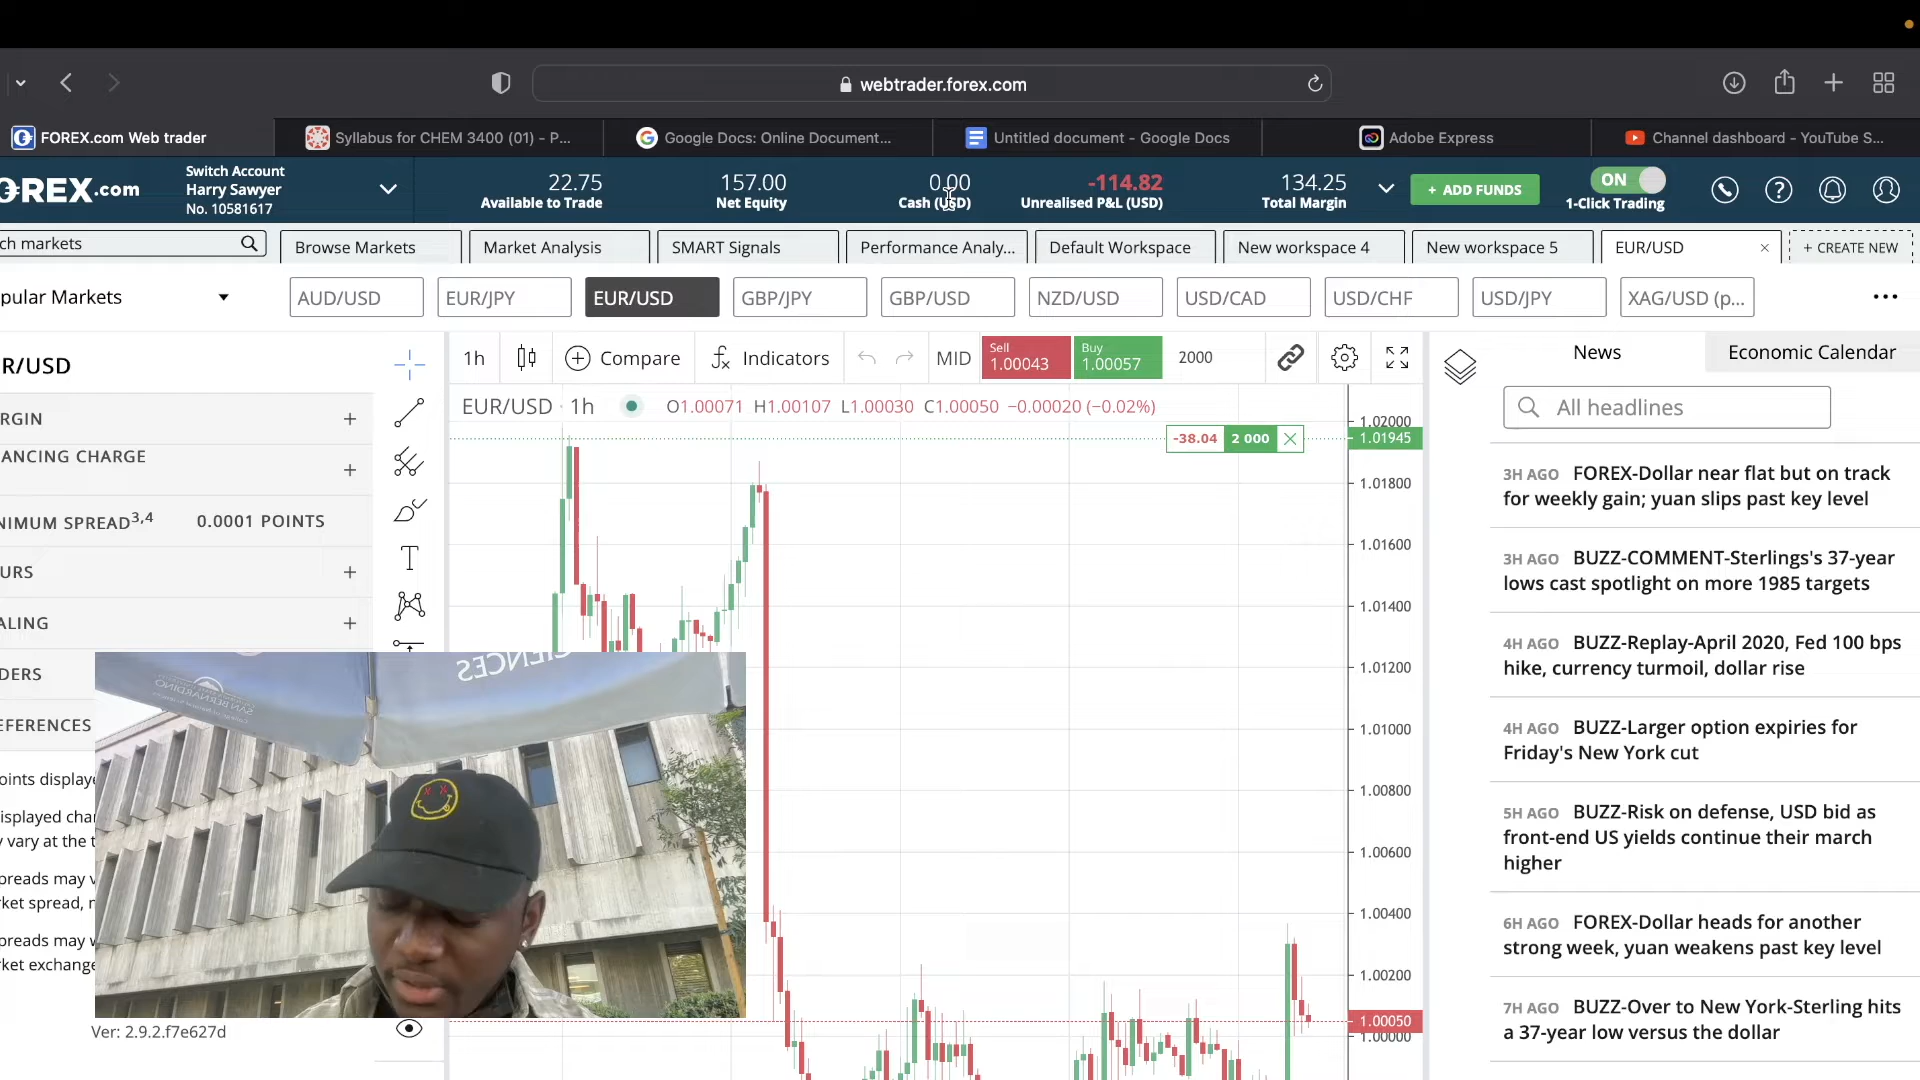 webtrader.forex.com
FOREX.com Web trader
Syllabus for CHEM 3400 (01) - P...
Google Docs: Online Document...
Untitled document - Google Docs
Adobe Express
Channel dashboard - YouTube S...
OREX.com
Switch Account
Harry Sawyer
No. 10581617
22.75
Available to Trade
157.00
Net Equity
0.00
Cash (USD)
-114.82
Unrealised P&L (USD)
134.25
Total Margin
+ ADD FUNDS
ON
1-Click Trading
ch markets
Browse Markets
Market Analysis
SMART Signals
Performance Analy...
Default Workspace
New workspace 4
New workspace 5
EUR/USD
+ CREATE NEW
pular Markets
AUD/USD
EUR/JPY
EUR/USD
GBP/JPY
GBP/USD
NZD/USD
USD/CAD
USD/CHF
USD/JPY
XAG/USD (p...
R/USD
RGIN
ANCING CHARGE
NIMUM SPREAD3,4 0.0001 POINTS
URS
ALING
DERS
EFERENCES
oints displaye
isplayed char
y vary at the t
preads may v
ket spread, r
preads may w
ket exchange
Ver: 2.9.2.f7e627d
1h
Compare
Indicators
MID
Sell
1.00043
Buy
1.00057
2000
EUR/USD · 1h
O1.00071 H1.00107 L1.00030 C1.00050 −0.00020 (−0.02%)
-38.04 2 000
1.02000
1.01945
1.01800
1.01600
1.01400
1.01200
1.01000
1.00800
1.00600
1.00400
1.00200
1.00050
1.00000
SCIENCES
SAN BERNARDINO
News
Economic Calendar
All headlines
3H AGO FOREX-Dollar near flat but on track
for weekly gain; yuan slips past key level
3H AGO BUZZ-COMMENT-Sterlings's 37-year
lows cast spotlight on more 1985 targets
4H AGO BUZZ-Replay-April 2020, Fed 100 bps
hike, currency turmoil, dollar rise
4H AGO BUZZ-Larger option expiries for
Friday's New York cut
5H AGO BUZZ-Risk on defense, USD bid as
front-end US yields continue their march
higher
6H AGO FOREX-Dollar heads for another
strong week, yuan weakens past key level
7H AGO BUZZ-Over to New York-Sterling hits
a 37-year low versus the dollar